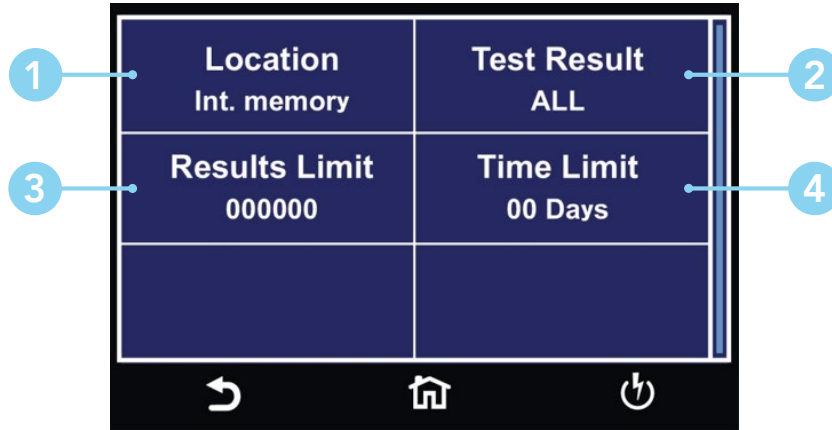 1
Location
Int. memory
Test Result
ALL
2
3
Results Limit
000000
Time Limit
00 Days
4